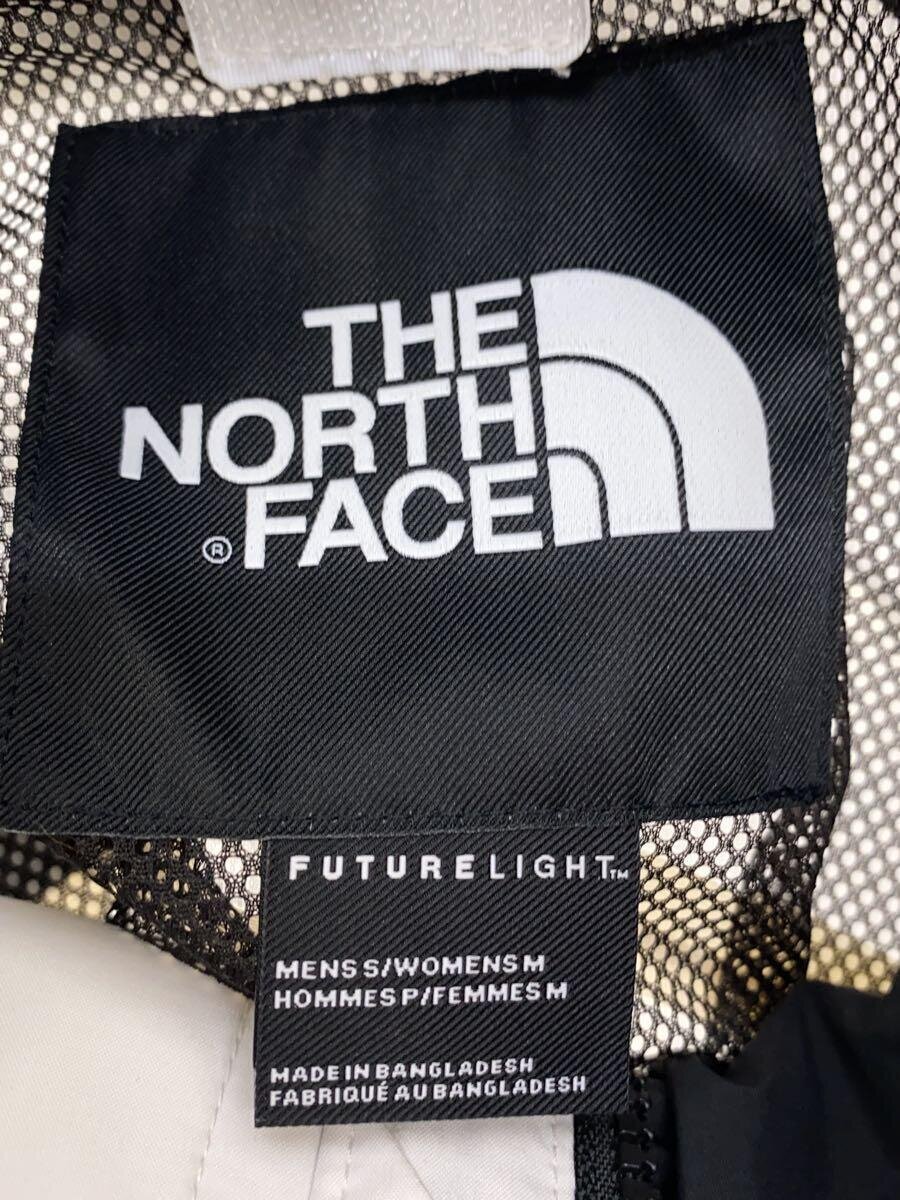 THE
NORTH
FACE
®
FUTURELIGHT™
MENS S/WOMENS M
HOMMES P/FEMMES M
MADE IN BANGLADESH
FABRIQUÉ AU BANGLADESH